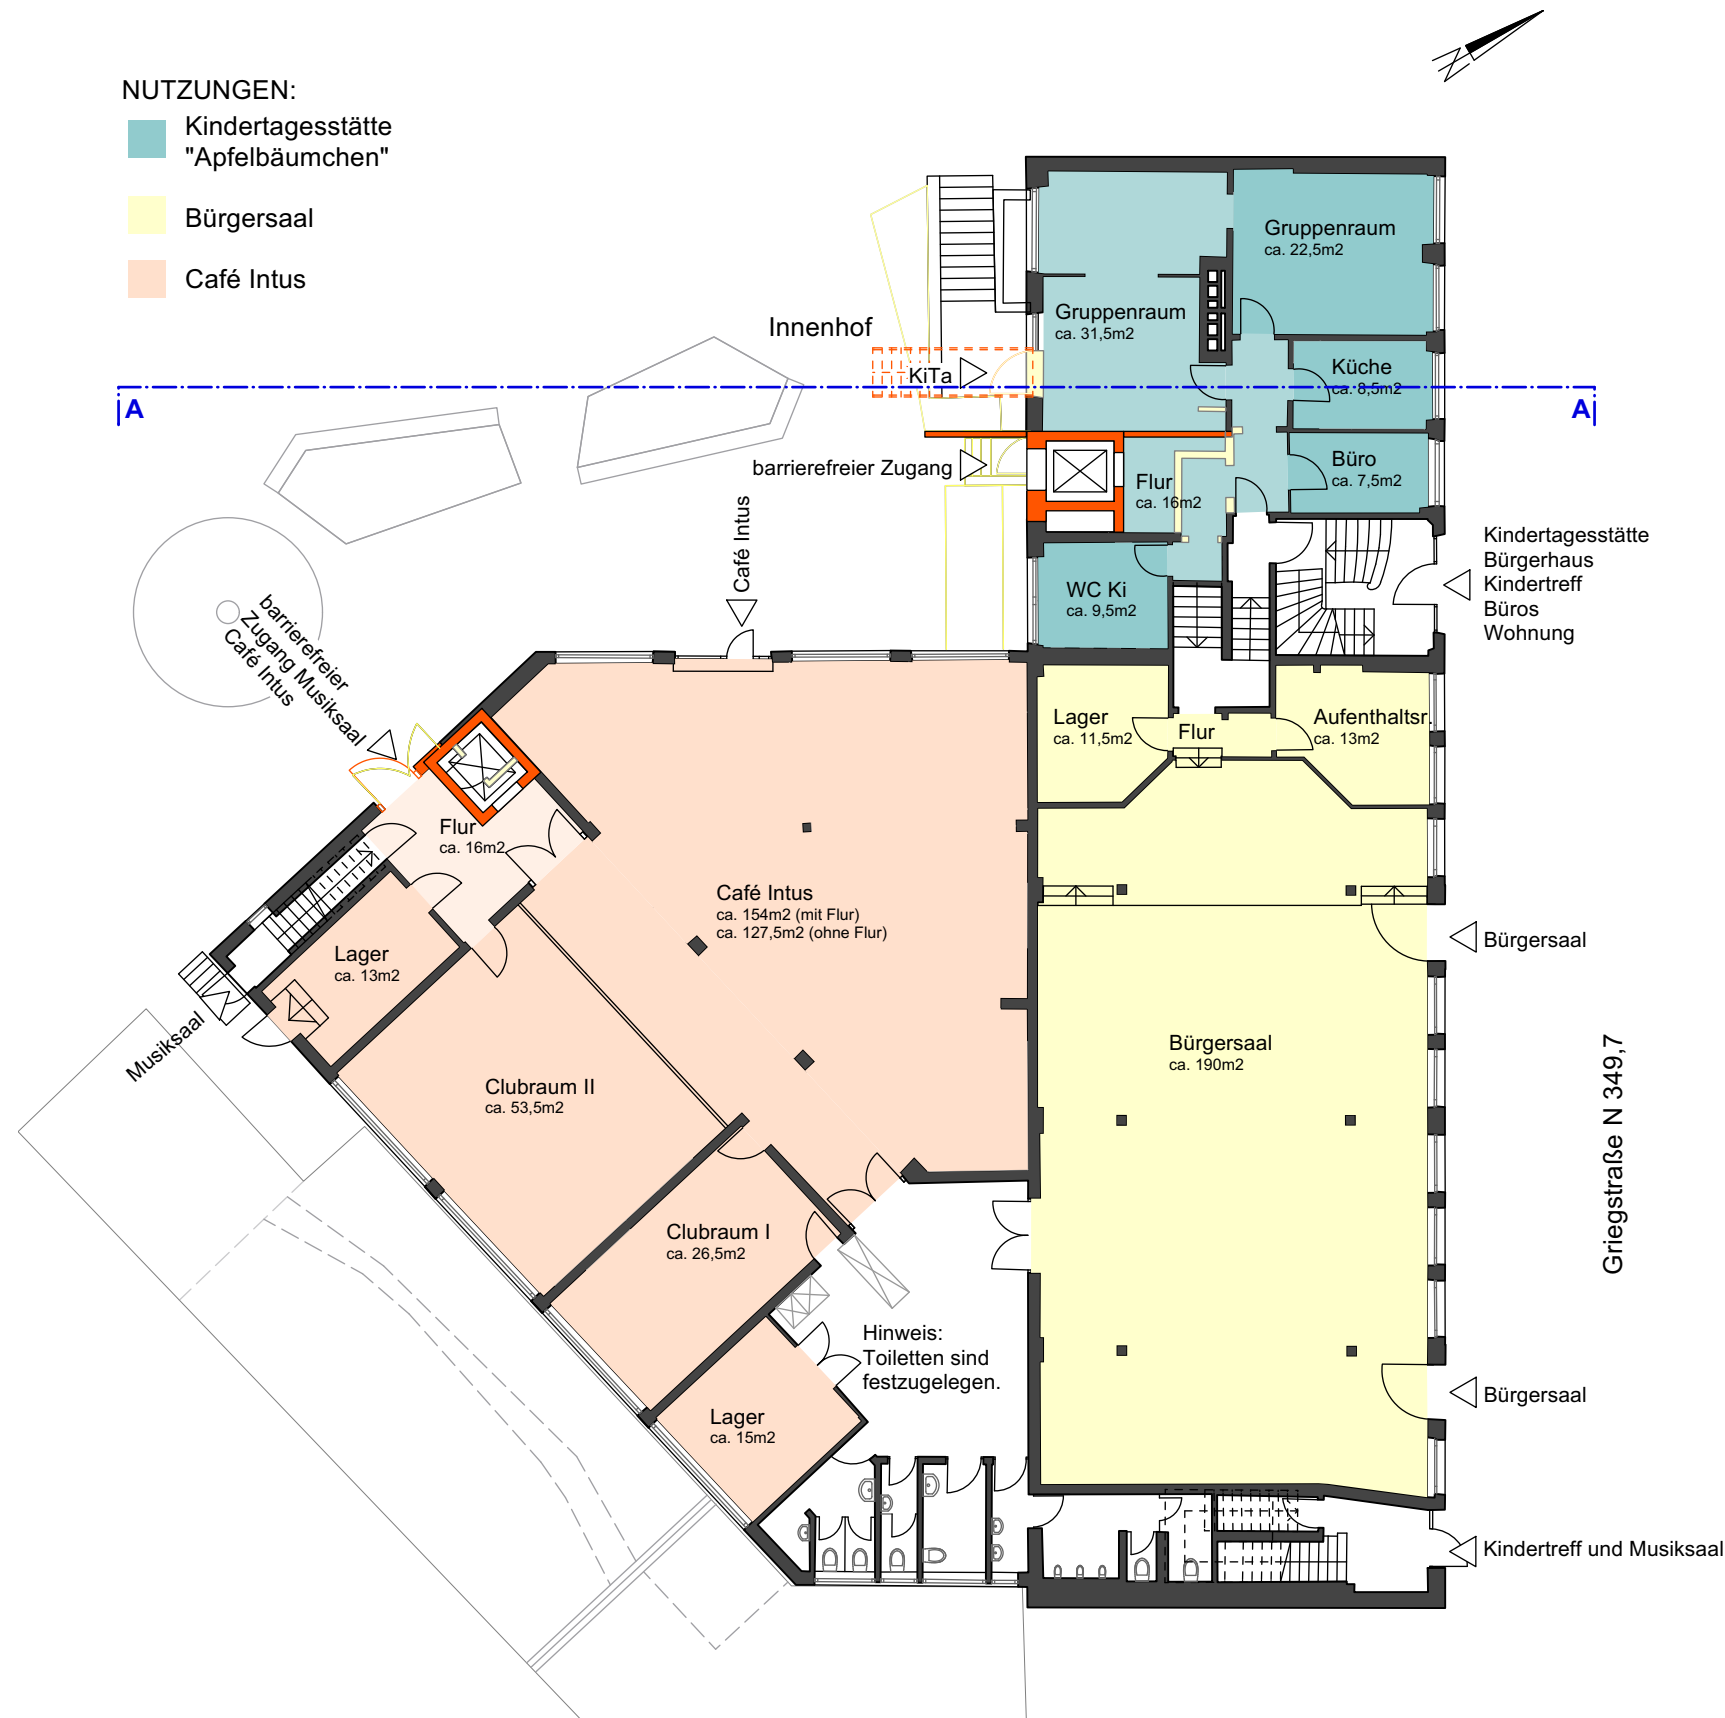 NUTZUNGEN:
Kindertagesstätte
"Apfelbäumchen"
Bürgersaal
Café Intus
N
Gruppenraum
ca. 22,5m2
Innenhof
Gruppenraum
ca. 31,5m2
KiTa
Küche
ca. 8,5m2
A
A
barrierefreier Zugang
Flur
ca. 16m2
Büro
ca. 7,5m2
Café Intus
Kindertagesstätte
Bürgerhaus
Kindertreff
Büros
Wohnung
WC Ki
ca. 9,5m2
barrierefreier
Zugang Musiksaal
Café Intus
Lager
ca. 11,5m2
Flur
Aufenthaltsr.
ca. 13m2
Flur
ca. 16m2
Café Intus
ca. 154m2 (mit Flur)
ca. 127,5m2 (ohne Flur)
Lager
ca. 13m2
Bürgersaal
Musiksaal
Bürgersaal
ca. 190m2
Clubraum II
ca. 53,5m2
Griegstraße N 349,7
Clubraum I
ca. 26,5m2
Hinweis:
Toiletten sind
festzugelegen.
Bürgersaal
Lager
ca. 15m2
Kindertreff und Musiksaal